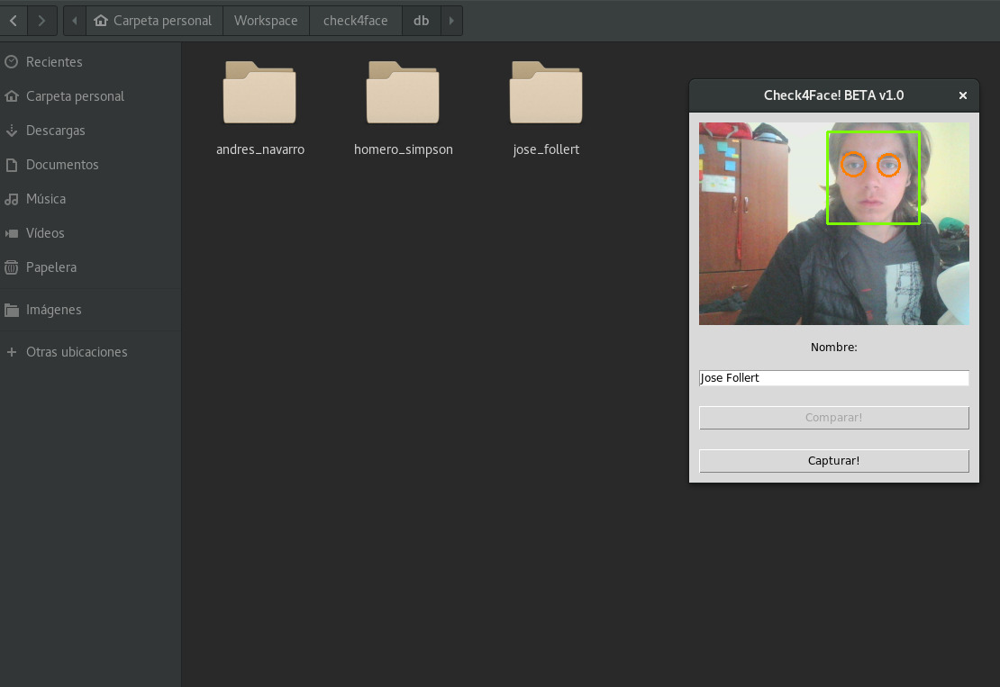 Carpeta personal Workspace check4face db
Recientes
Carpeta personal
Descargas
Documentos
Música
Vídeos
Papelera
Imágenes
Otras ubicaciones
andres_navarro homero_simpson jose_follert
Check4Face! BETA v1.0
Nombre:
Jose Follert
Comparar!
Capturar!